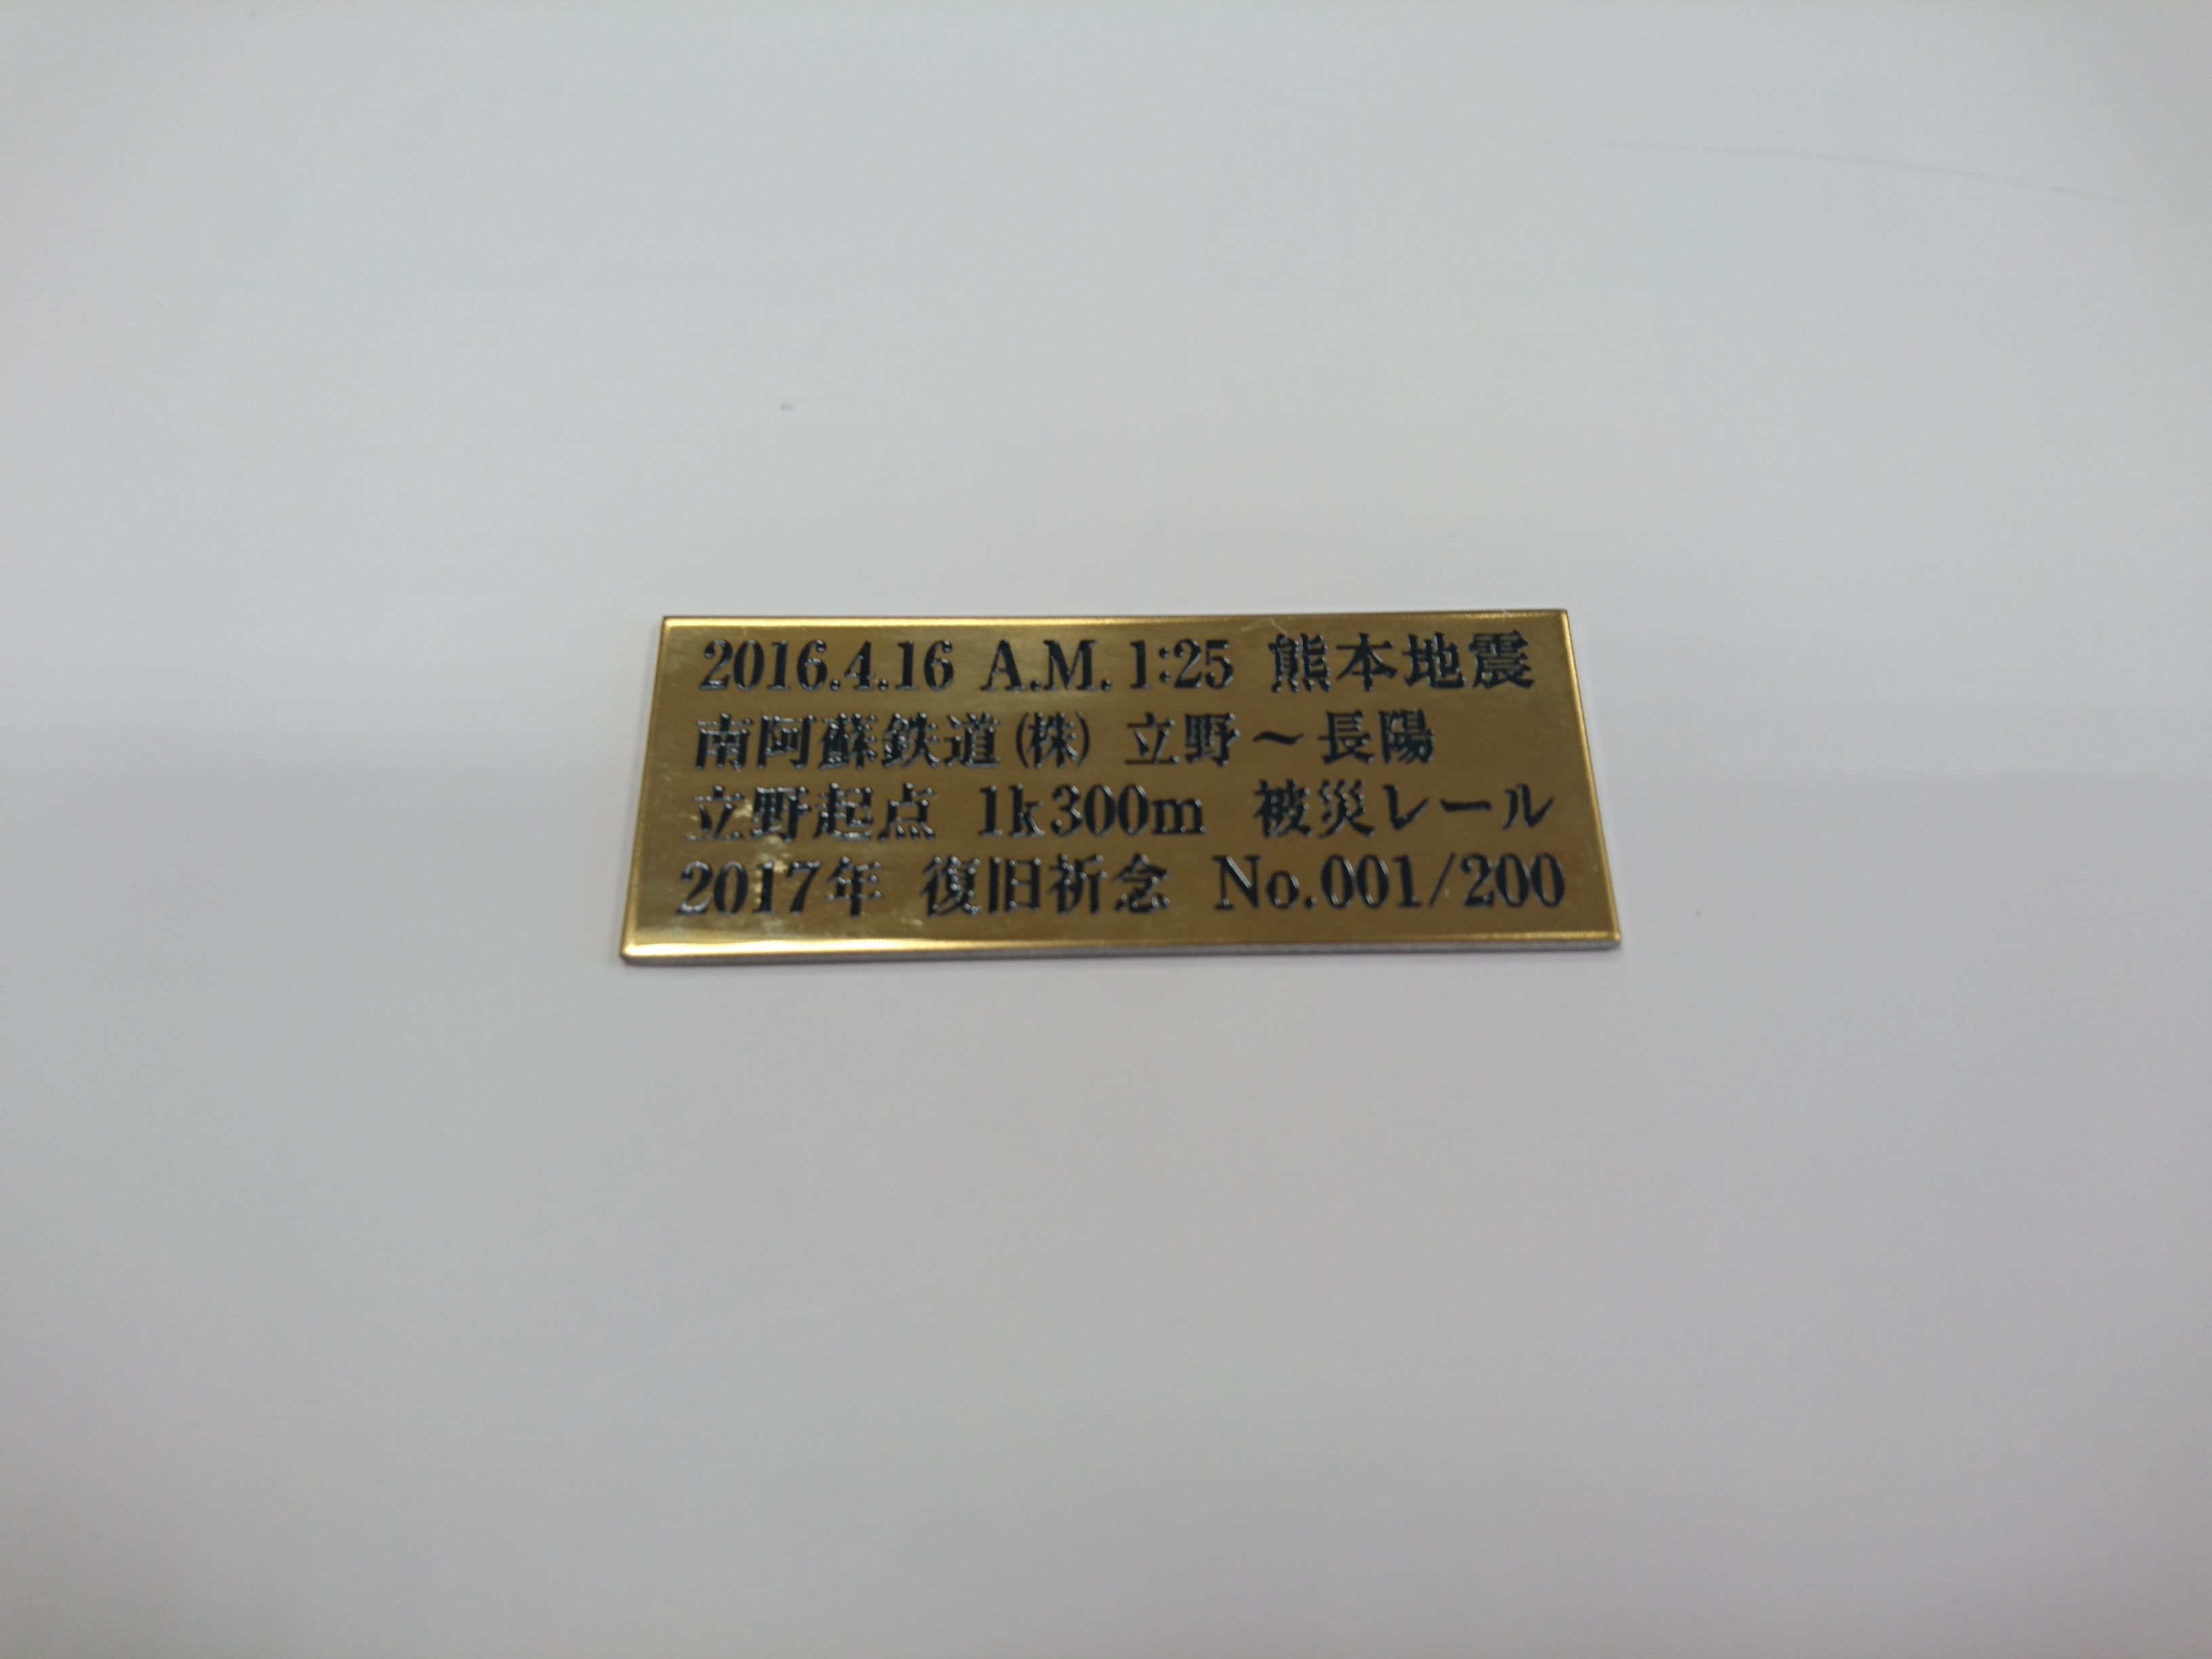 2016.4.16 A.M. 1:25 熊本地震
南阿蘇鉄道(株) 立野～長陽
立野起点 1k300m 被災レール
2017年 復旧祈念 No.001/200